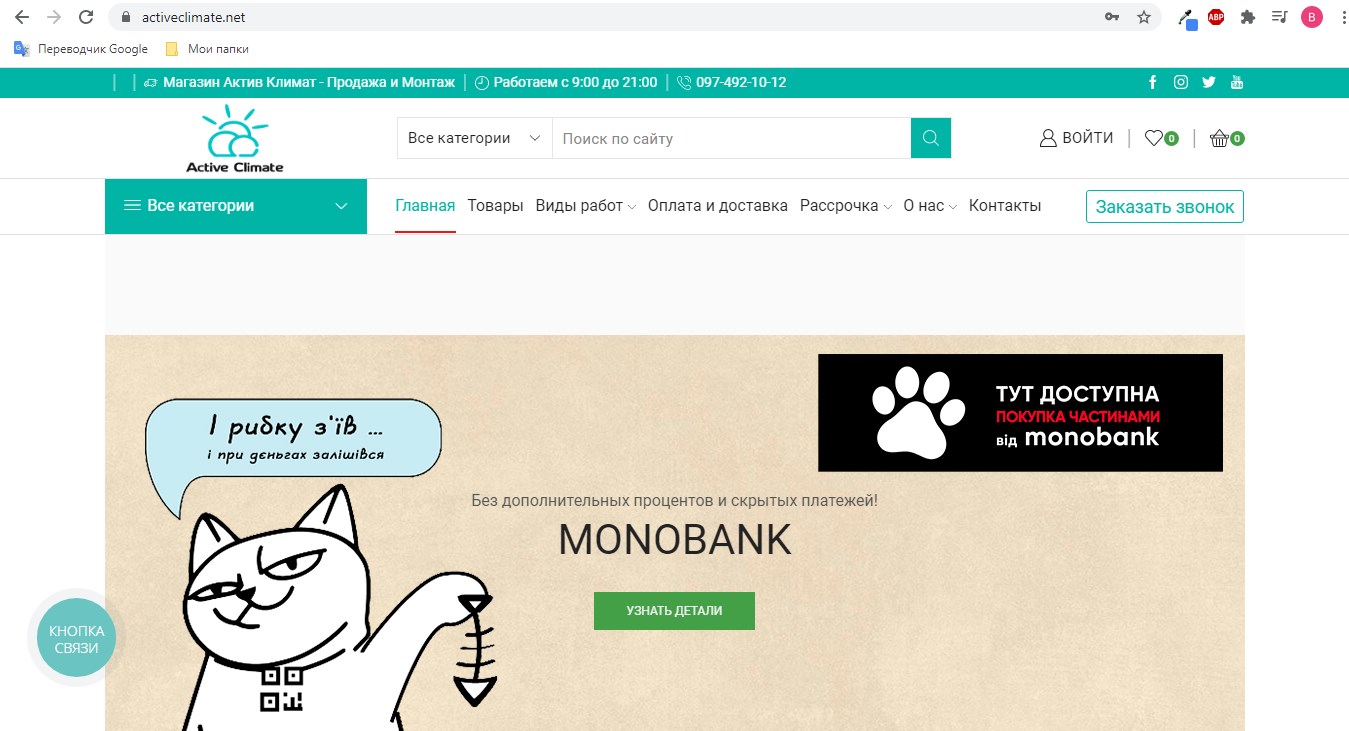 activeclimate.net
ABP
B
G
Переводчик Google
Мои папки
Магазин Актив Климат - Продажа и Монтаж
Работаем с 9:00 до 21:00
097-492-10-12
You
Active Climate
Все категории
Поиск по сайту
ВОЙТИ
0
0
Все категории
Главная
Товары
Виды работ
Оплата и доставка
Рассрочка
О нас
Контакты
Заказать звонок
І рибку з'їв ...
і при дєньгах залішівся
ТУТ ДОСТУПНА
ПОКУПКА ЧАСТИНАМИ
від monobank
Без дополнительных процентов и скрытых платежей!
MONOBANK
УЗНАТЬ ДЕТАЛИ
КНОПКА
СВЯЗИ